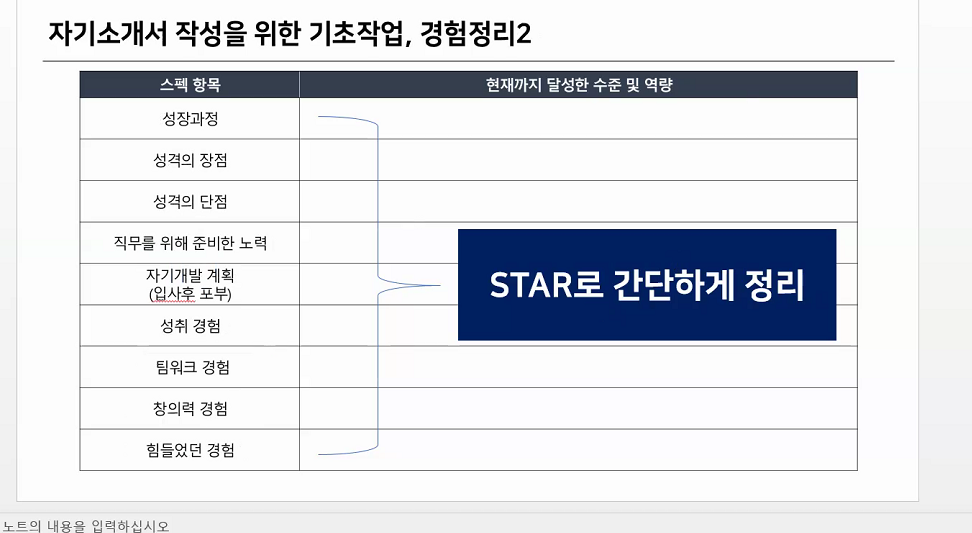 자기소개서 작성을 위한 기초작업, 경험정리2
스펙 항목
현재까지 달성한 수준 및 역량
성장과정
성격의 장점
성격의 단점
직무를 위해 준비한 노력
자기개발 계획
(입사후 포부)
STAR로 간단하게 정리
성취 경험
팀워크 경험
창의력 경험
힘들었던 경험
노트의 내용을 입력하십시오